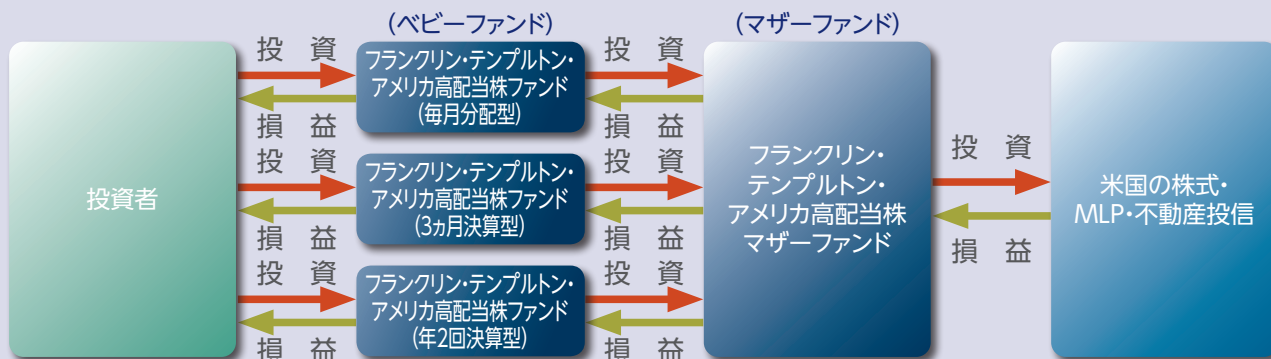 (ベビーファンド)
(マザーファンド)
投資者
投 資
損 益
投 資
損 益
投 資
損 益
フランクリン・テンプルトン・
アメリカ高配当株ファンド
(毎月分配型)
フランクリン・テンプルトン・
アメリカ高配当株ファンド
(3ヵ月決算型)
フランクリン・テンプルトン・
アメリカ高配当株ファンド
(年2回決算型)
投 資
損 益
投 資
損 益
投 資
損 益
フランクリン・
テンプルトン・
アメリカ高配当株
マザーファンド
投 資
損 益
米国の株式・
MLP・不動産投信